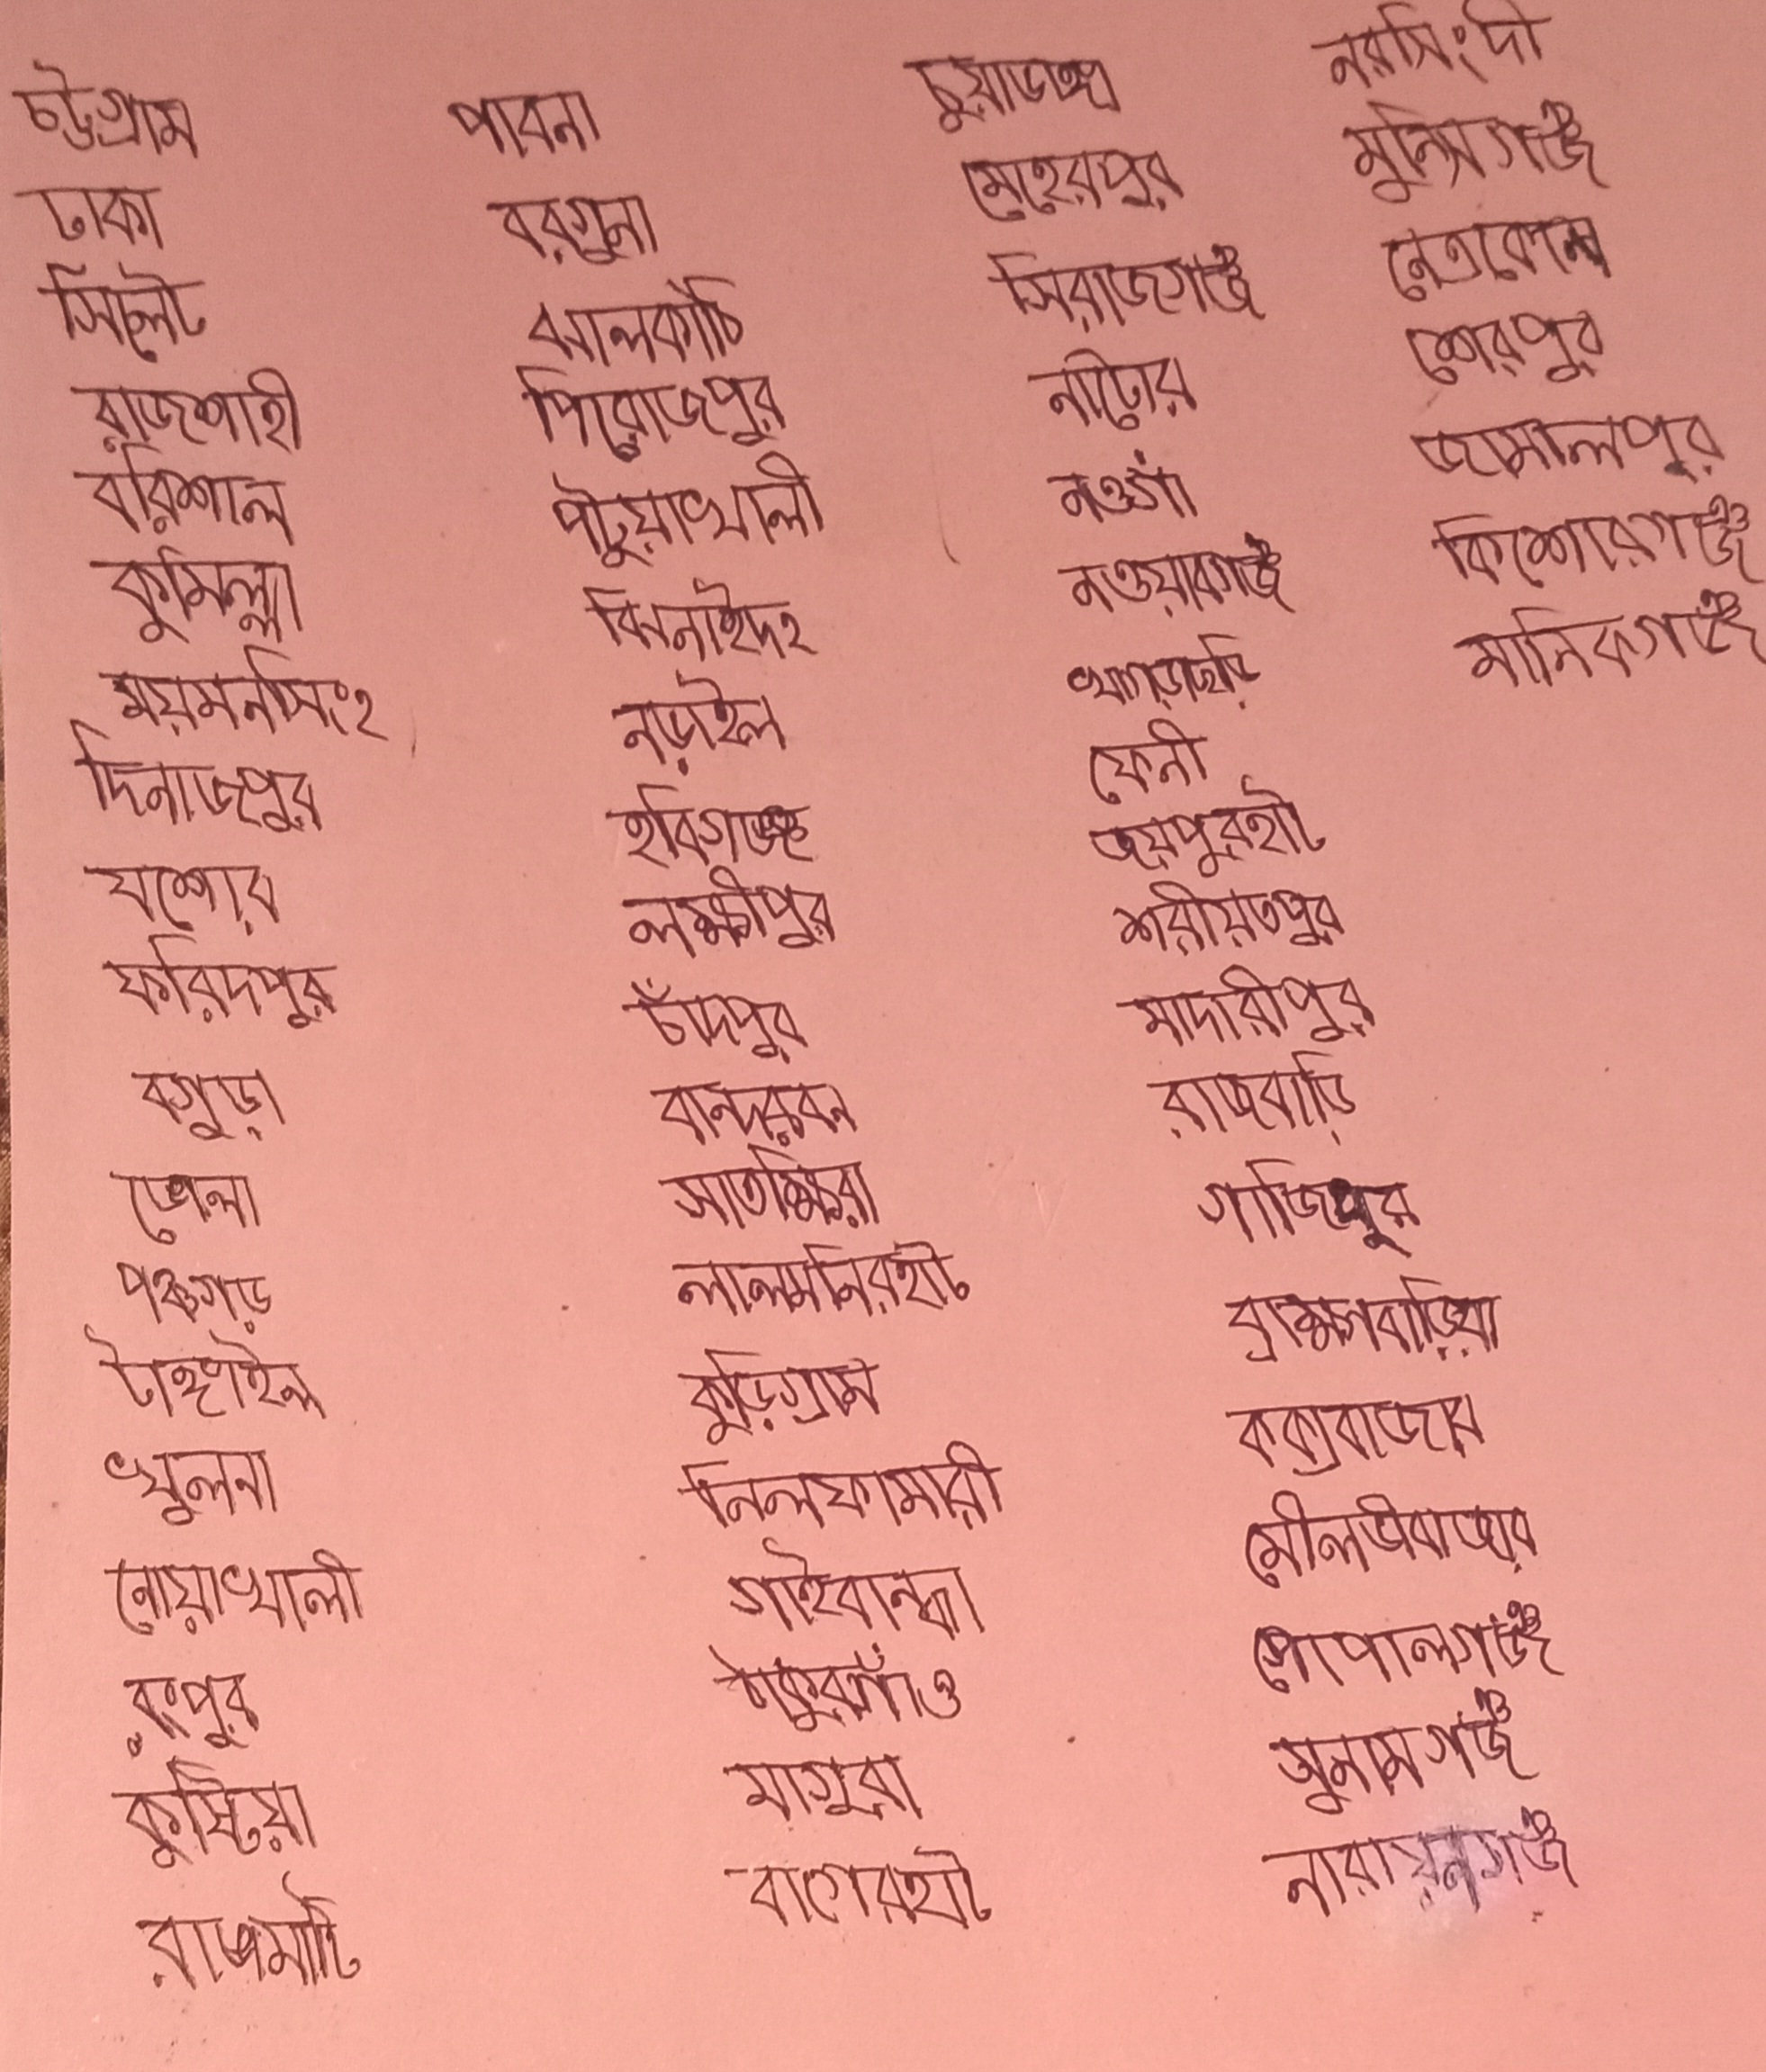 চট্টগ্রাম
ঢাকা
সিলেট
রাজশাহী
বরিশাল
কুমিল্লা
ময়মনসিংহ
দিনাজপুর
যশোর
ফরিদপুর
বগুড়া
ভোলা
পঞ্চগড়
টাঙ্গাইল
খুলনা
নোয়াখালী
রংপুর
কুষ্টিয়া
রাঙ্গামাটি
পাবনা
বরগুনা
ঝালকাঠি
পিরোজপুর
পটুয়াখালী
ঝিনাইদহ
নড়াইল
হবিগঞ্জ
লক্ষীপুর
চাঁদপুর
বান্দরবন
সাতক্ষিরা
লালমনিরহাট
কুড়িগ্রাম
নিলফামারী
গাইবান্ধা
ঠাকুরগাঁও
মাগুরা
বাগেরহাট
চুয়াডাঙ্গা
মেহেরপুর
সিরাজগঞ্জ
নাটোর
নওগাঁ
নওয়াবগঞ্জ
খাগড়াছড়ি
ফেনী
জয়পুরহাট
শরীয়তপুর
মাদারীপুর
রাজবাড়ি
গাজিপুর
ব্রাহ্মণবাড়িয়া
কক্সবাজার
মৌলভীবাজার
গোপালগঞ্জ
সুনামগঞ্জ
নারায়নগঞ্জ
নরসিংদী
মুন্সিগঞ্জ
নেত্রকোনা
শেরপুর
জামালপুর
কিশোরগঞ্জ
মানিকগঞ্জ